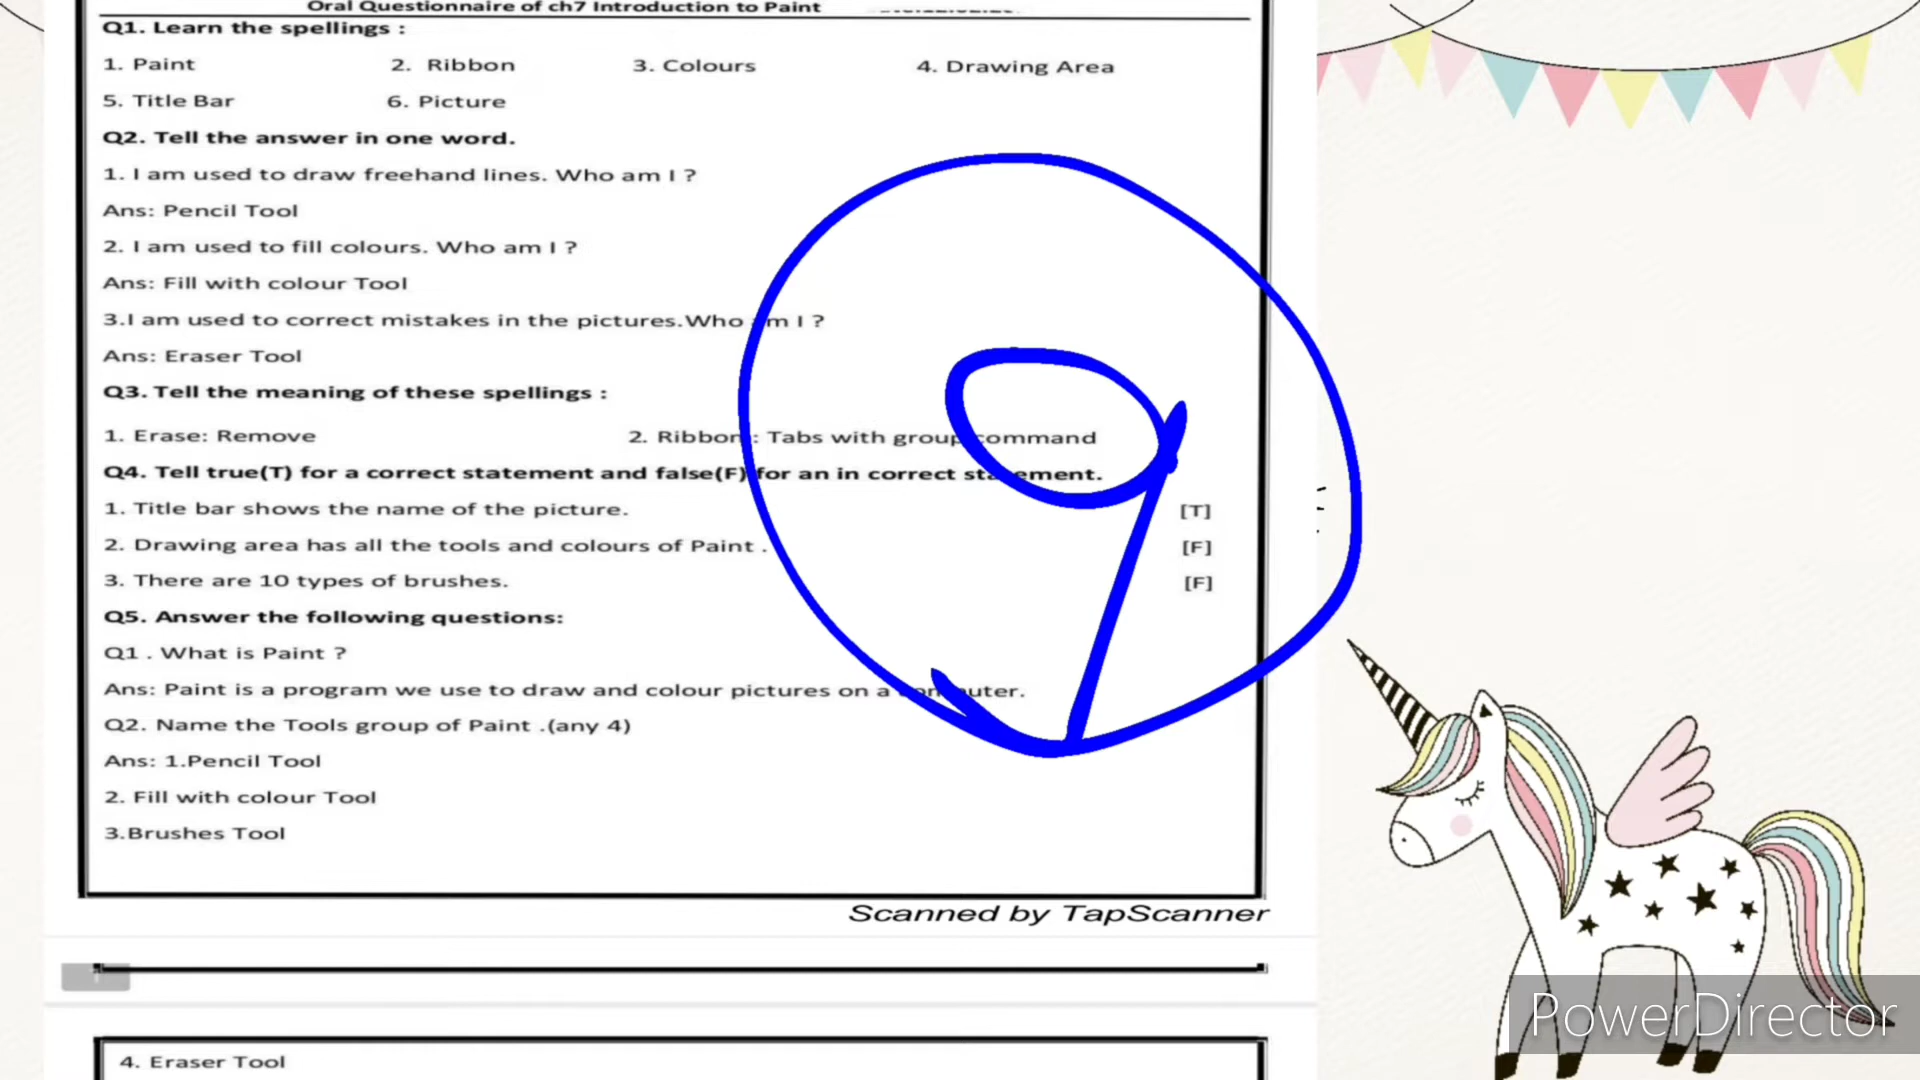 Oral Questionnaire of ch7 Introduction to Paint
Q1. Learn the spellings :
1. Paint 2. Ribbon 3. Colours 4. Drawing Area
5. Title Bar 6. Picture
Q2. Tell the answer in one word.
1. I am used to draw freehand lines. Who am I ?
Ans: Pencil Tool
2. I am used to fill colours. Who am I ?
Ans: Fill with colour Tool
3.I am used to correct mistakes in the pictures.Who am I ?
Ans: Eraser Tool
Q3. Tell the meaning of these spellings :
1. Erase: Remove 2. Ribbon : Tabs with group command
Q4. Tell true(T) for a correct statement and false(F) for an in correct statement.
1. Title bar shows the name of the picture. [T]
2. Drawing area has all the tools and colours of Paint . [F]
3. There are 10 types of brushes. [F]
Q5. Answer the following questions:
Q1 . What is Paint ?
Ans: Paint is a program we use to draw and colour pictures on a computer.
Q2. Name the Tools group of Paint .(any 4)
Ans: 1.Pencil Tool
2. Fill with colour Tool
3.Brushes Tool
9
Scanned by TapScanner
4. Eraser Tool
PowerDirector